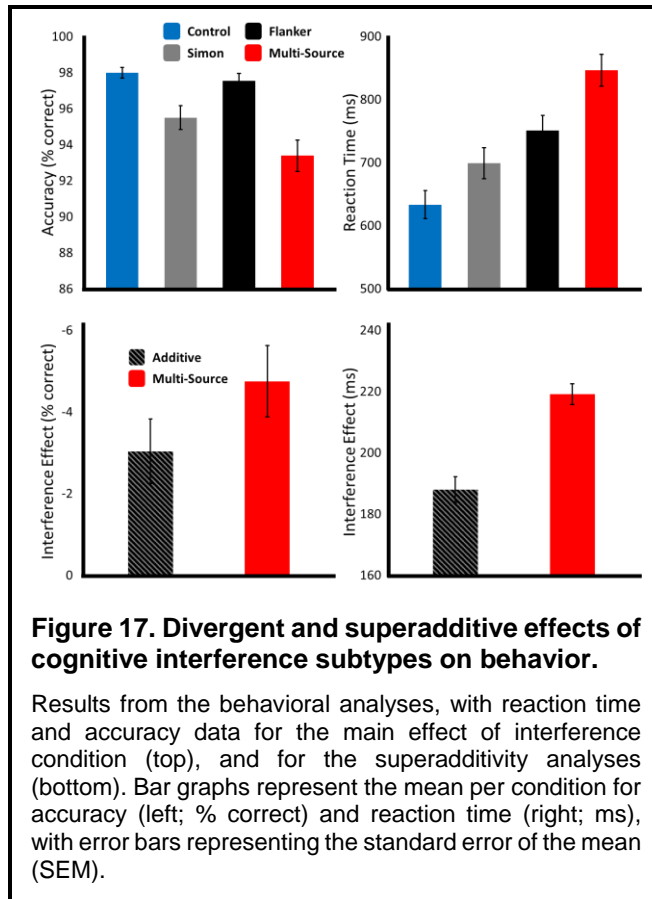 Control
Flanker
Simon
Multi-Source
Accuracy (% correct)
100
98
96
94
92
90
88
86
Reaction Time (ms)
900
800
700
600
500
Additive
Multi-Source
Interference Effect (% correct)
-6
-4
-2
0
Interference Effect (ms)
240
220
200
180
160
Figure 17. Divergent and superadditive effects of
cognitive interference subtypes on behavior.
Results from the behavioral analyses, with reaction time
and accuracy data for the main effect of interference
condition (top), and for the superadditivity analyses
(bottom). Bar graphs represent the mean per condition for
accuracy (left; % correct) and reaction time (right; ms),
with error bars representing the standard error of the mean
(SEM).